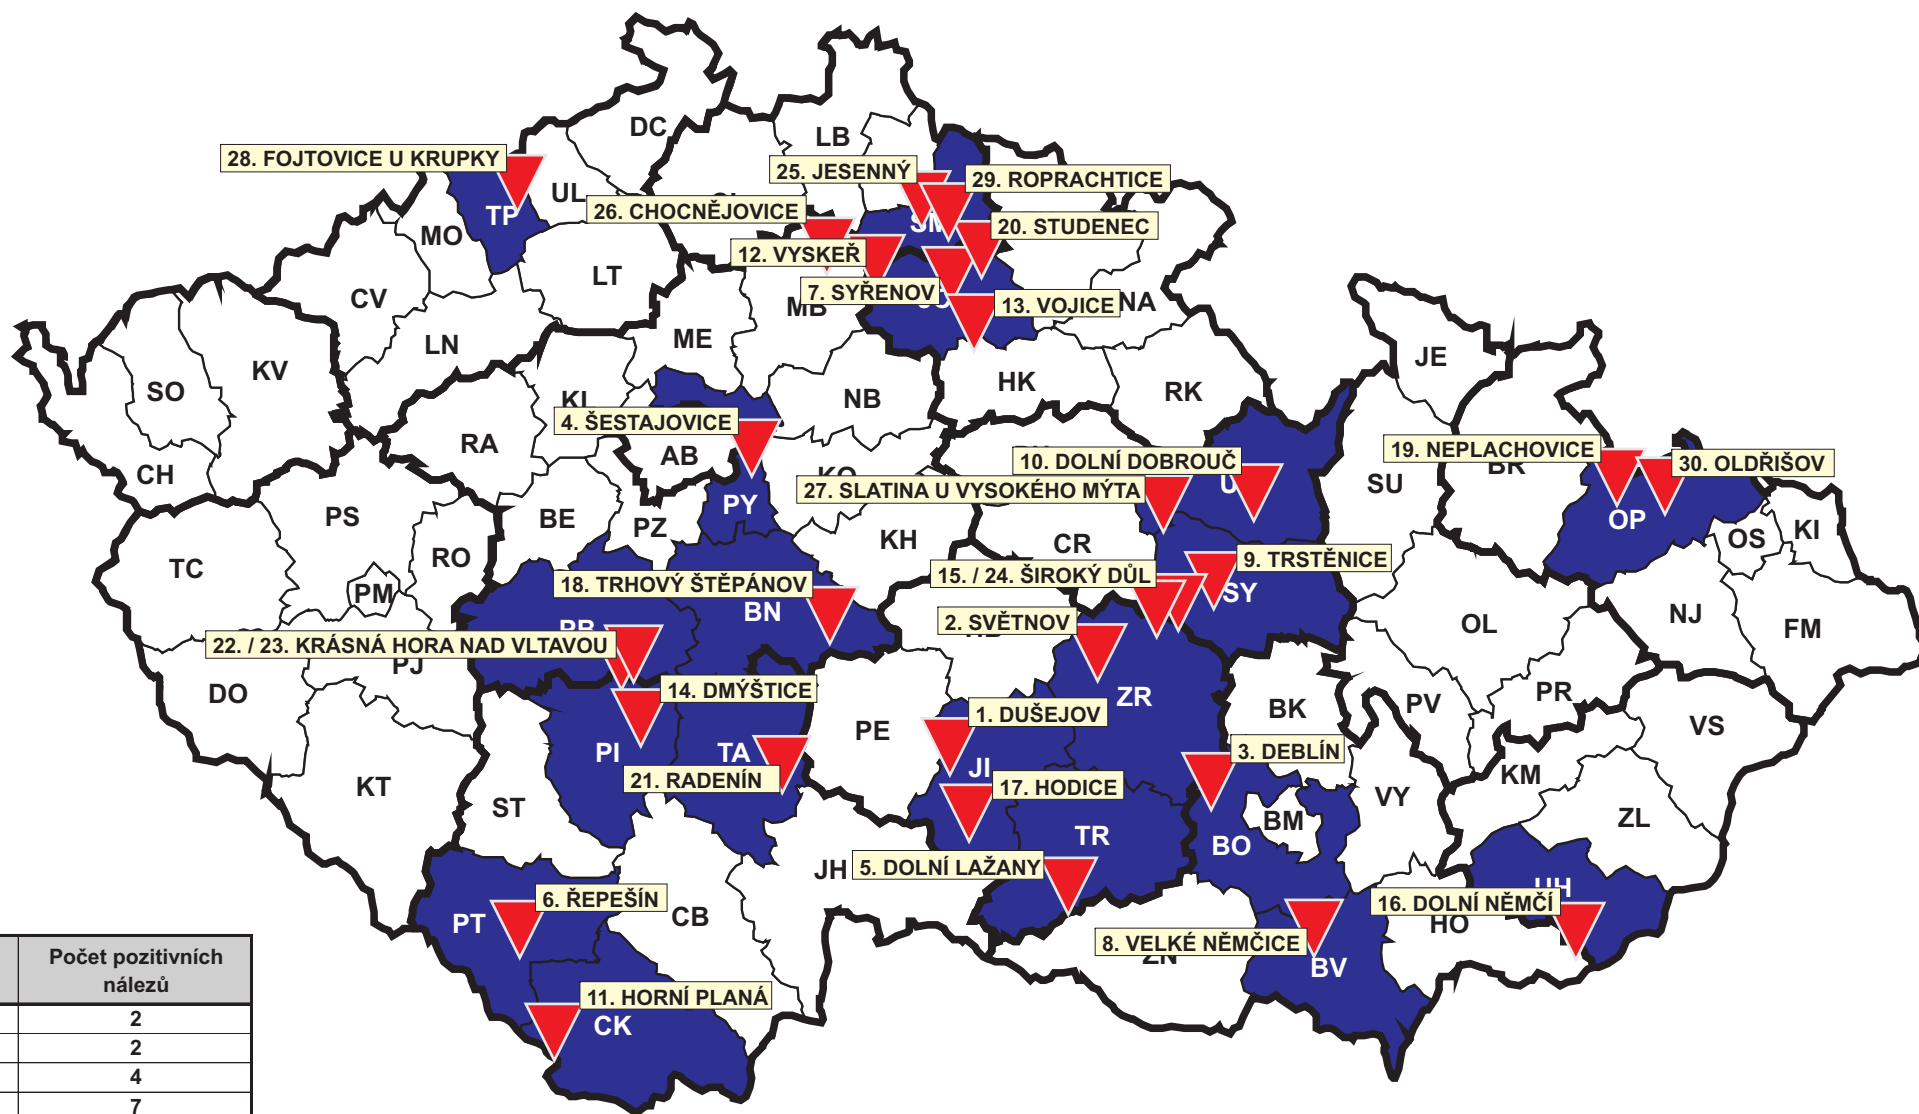 DC
LB
28. FOJTOVICE U KRUPKY
25. JESENNÝ
29. ROPRACHTICE
UL
TP
26. CHOCNĚJOVICE
SM
20. STUDENEC
MO
12. VYSKEŘ
LT
7. SYŘENOV
13. VOJICE
CV
MB
NA
LN
ME
JE
SO
KV
HK
RK
KL
NB
4. ŠESTAJOVICE
RA
AB
10. DOLNÍ DOBROUČ
19. NEPLACHOVICE
BR
30. OLDŘIŠOV
CH
KO
27. SLATINA U VYSOKÉHO MÝTA
SU
PS
BE
PZ
PY
OP
KI
OS
TC
RO
KH
CR
PM
18. TRHOVÝ ŠTĚPÁNOV
15. / 24. ŠIROKÝ DŮL
9. TRSTĚNICE
SY
BN
2. SVĚTNOV
OL
NJ
FM
22. / 23. KRÁSNÁ HORA NAD VLTAVOU
PJ
DO
14. DMÝŠTICE
ZR
PR
1. DUŠEJOV
BK
PV
VS
PE
PI
TA
JI
3. DEBLÍN
21. RADENÍN
17. HODICE
KM
KT
ST
VY
BM
ZL
TR
BO
JH
5. DOLNÍ LAŽANY
UH
6. ŘEPEŠÍN
16. DOLNÍ NĚMČÍ
PT
CB
HO
8. VELKÉ NĚMČICE
ZN
BV
11. HORNÍ PLANÁ
CK
Počet pozitivních
nálezů
2
2
4
7